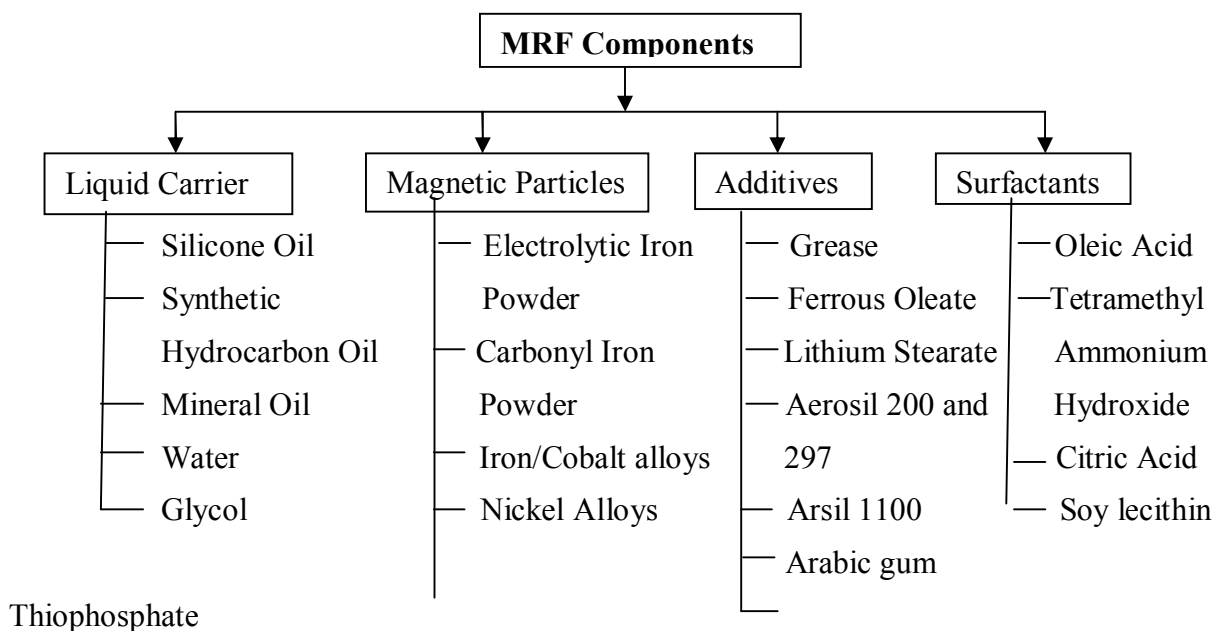 MRF Components
Liquid Carrier
Silicone Oil
Synthetic
Hydrocarbon Oil
Mineral Oil
Water
Glycol
Magnetic Particles
Electrolytic Iron
Powder
Carbonyl Iron
Powder
Iron/Cobalt alloys
Nickel Alloys
Additives
Grease
Ferrous Oleate
Lithium Stearate
Aerosil 200 and
297
Arsil 1100
Arabic gum
Surfactants
Oleic Acid
Tetramethyl
Ammonium
Hydroxide
Citric Acid
Soy lecithin
Thiophosphate